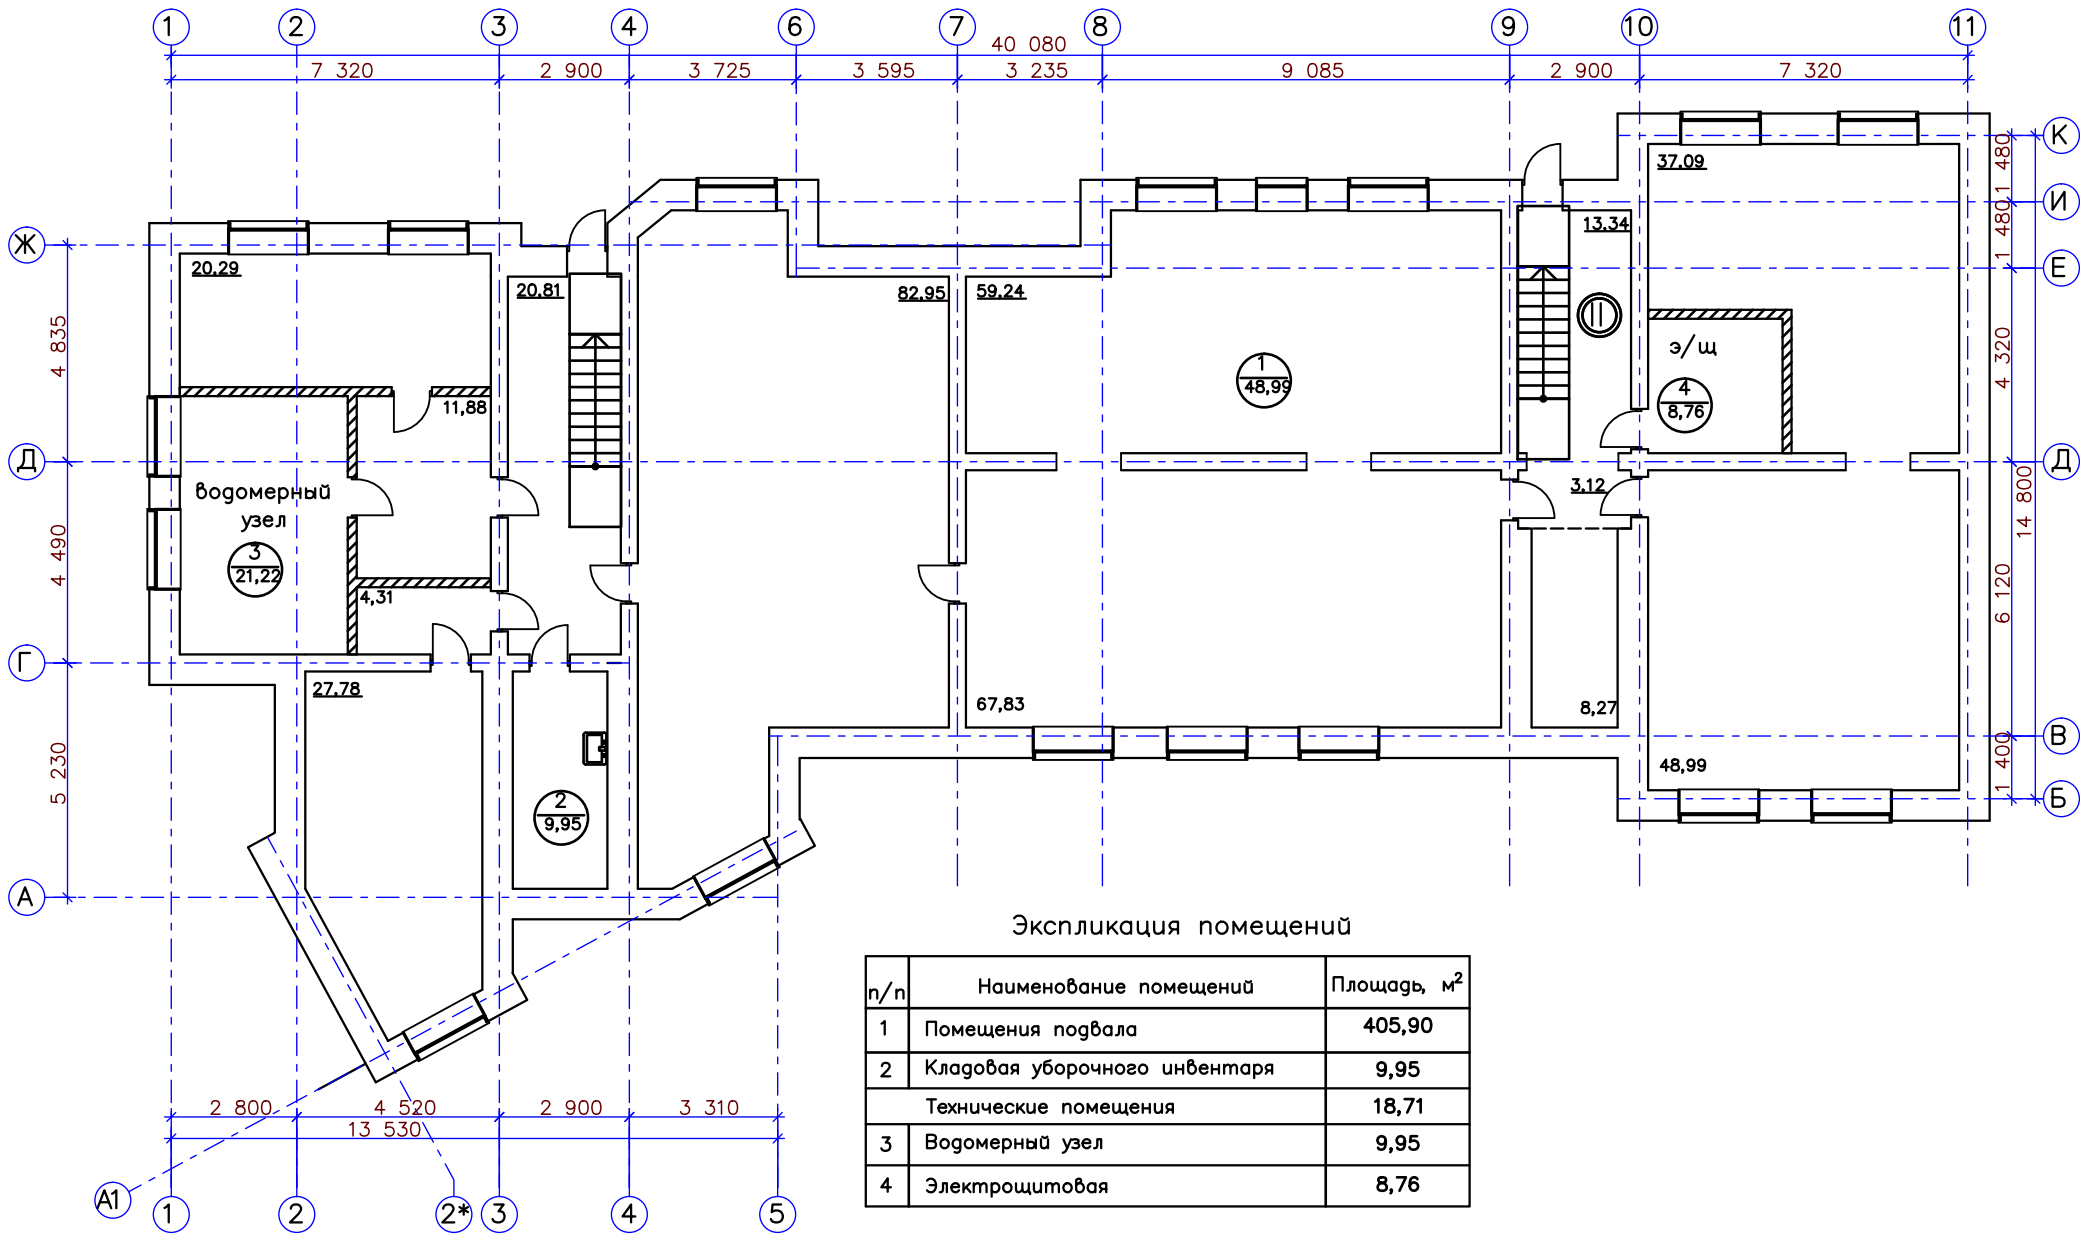 1 2 3 4 6 7 8 9 10 11
40 080
7 320 2 900 3 725 3 595 3 235 9 085 2 900 7 320
К
1 480
37.09
И
13.34
1 480
Ж
20.29
Е
20.81
82.95 59.24
II
4 835
э/щ
4 320
1
48,99
4
8,76
11,88
Д
Д
водомерный
узел
3.12
14 800
4 490
3
21,22
4,31
6 120
Г
27.78
67,83
8,27
В
5 230
48,99
1 400
Б
2
9,95
А
Экспликация помещений
п/п Наименование помещений Площадь, м²
1 Помещения подвала 405,90
2 Кладовая уборочного инвентаря 9,95
Технические помещения 18,71
3 Водомерный узел 9,95
4 Электрощитовая 8,76
2 800 4 520 2 900 3 310
13 530
А1
1 2 2* 3 4 5